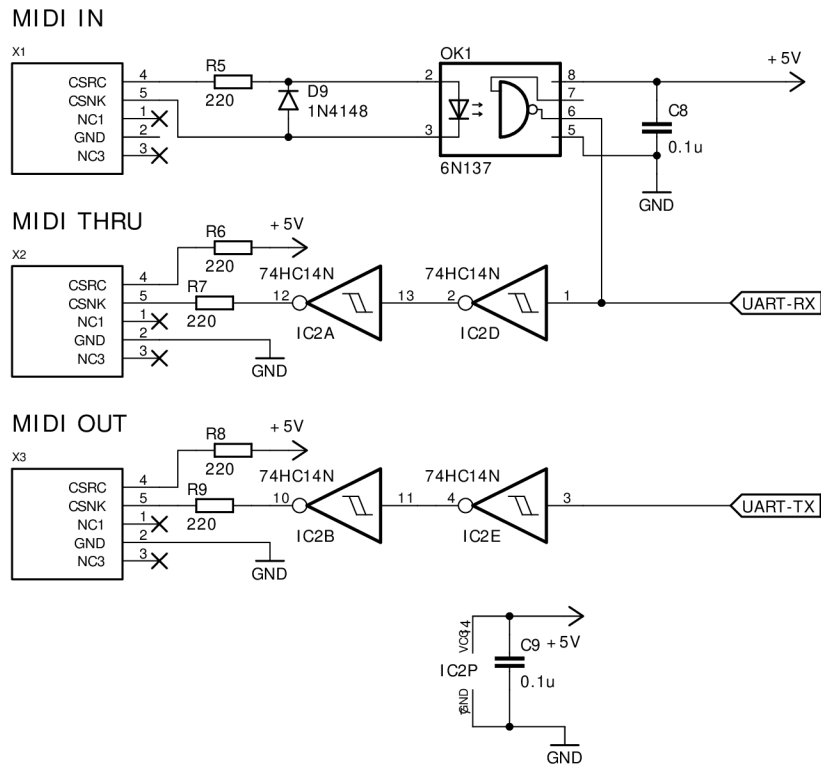 MIDI IN
X1
CSRC 4
CSNK 5
NC1 1
GND 2
NC3 3
R5
220
D9
1N4148
OK1
2
3
8
7
6
5
6N137
+5V
C8
0.1u
GND
MIDI THRU
X2
CSRC 4
CSNK 5
NC1 1
GND 2
NC3 3
R6
220
+5V
R7
220
GND
74HC14N
12
13
IC2A
74HC14N
2
1
IC2D
UART-RX
MIDI OUT
X3
CSRC 4
CSNK 5
NC1 1
GND 2
NC3 3
R8
220
+5V
R9
220
GND
74HC14N
10
11
IC2B
74HC14N
4
3
IC2E
UART-TX
VCC
14
IC2P
GND
7
C9
0.1u
+5V
GND